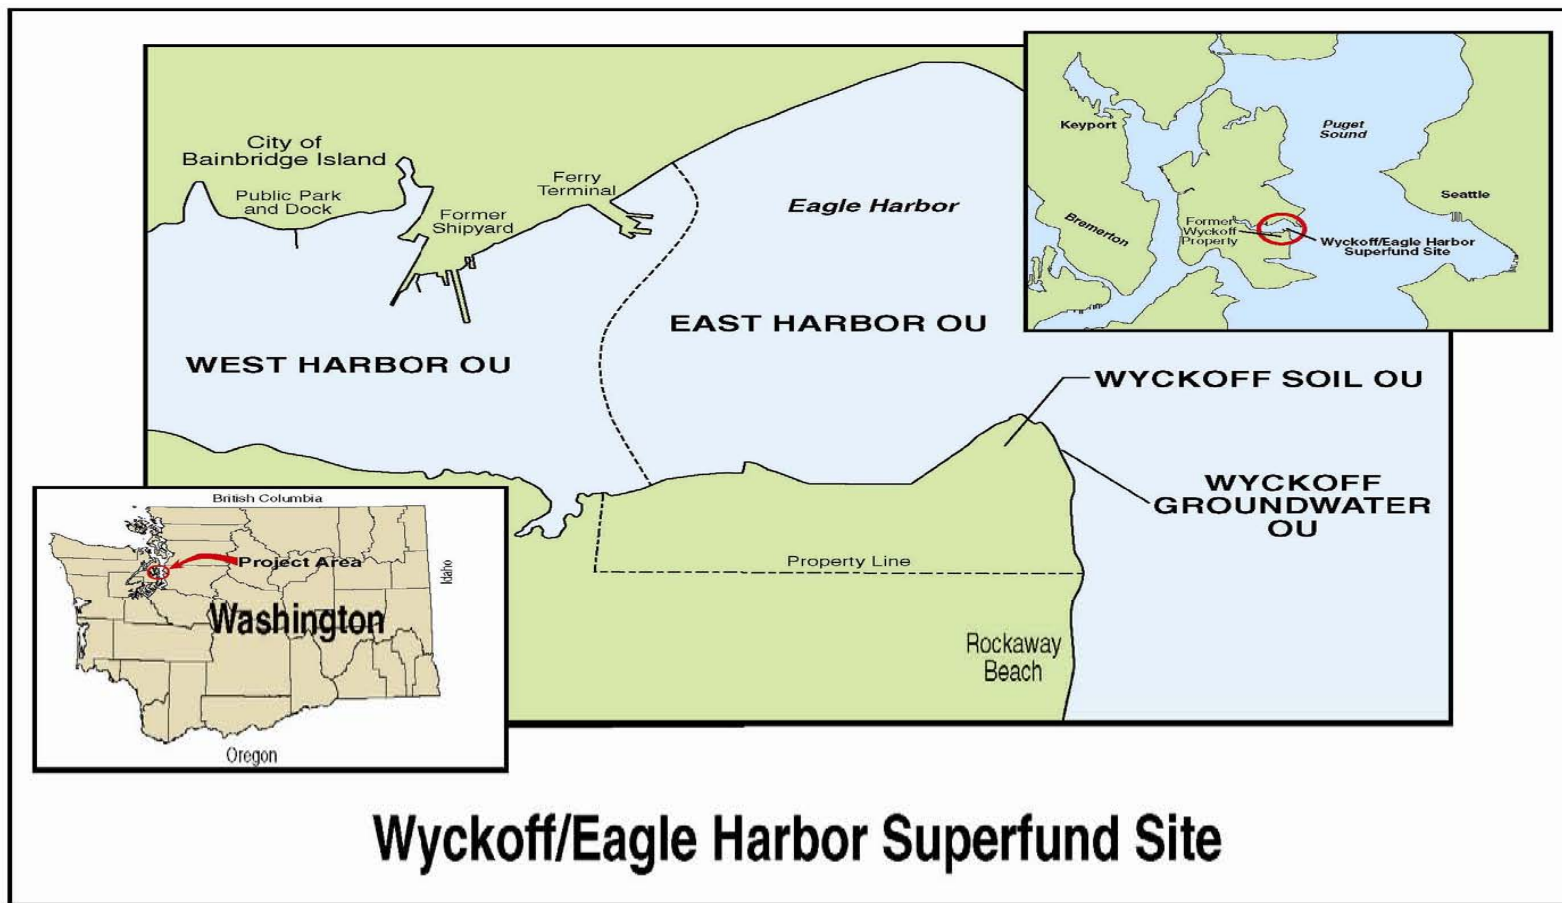 City of
Bainbridge Island
Public Park
and Dock
Former
Shipyard
Ferry
Terminal
Eagle Harbor
EAST HARBOR OU
WEST HARBOR OU
WYCKOFF SOIL OU
WYCKOFF
GROUNDWATER
OU
Property Line
Rockaway
Beach
Keyport
Puget
Sound
Seattle
Bremerton
Former
Wyckoff
Property
Wyckoff/Eagle Harbor
Superfund Site
British Columbia
Project Area
Idaho
Washington
Oregon
Wyckoff/Eagle Harbor Superfund Site